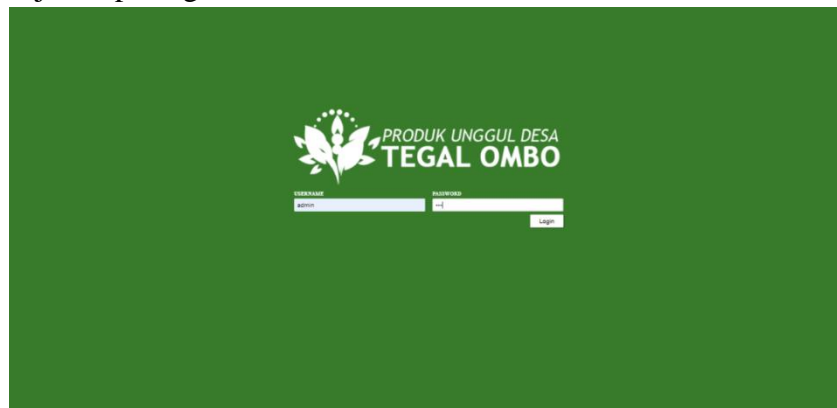 PRODUK UNGGUL DESA
TEGAL OMBO
USERNAME PASSWORD
admin
Login